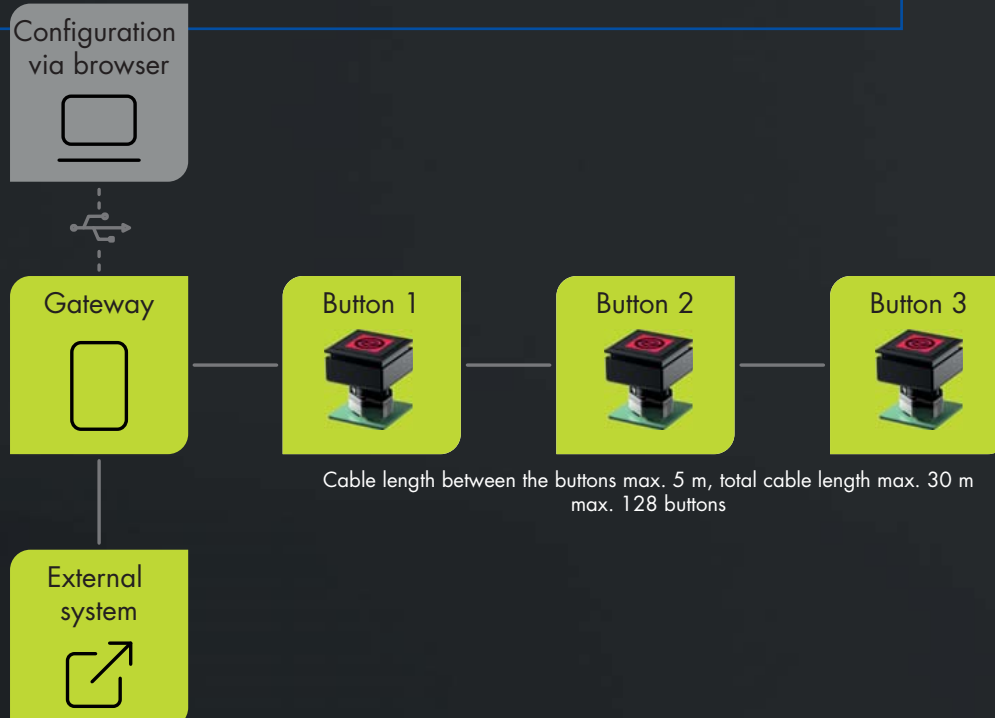 Configuration
via browser
Gateway
Button 1
Button 2
Button 3
Cable length between the buttons max. 5 m, total cable length max. 30 m
max. 128 buttons
External
system